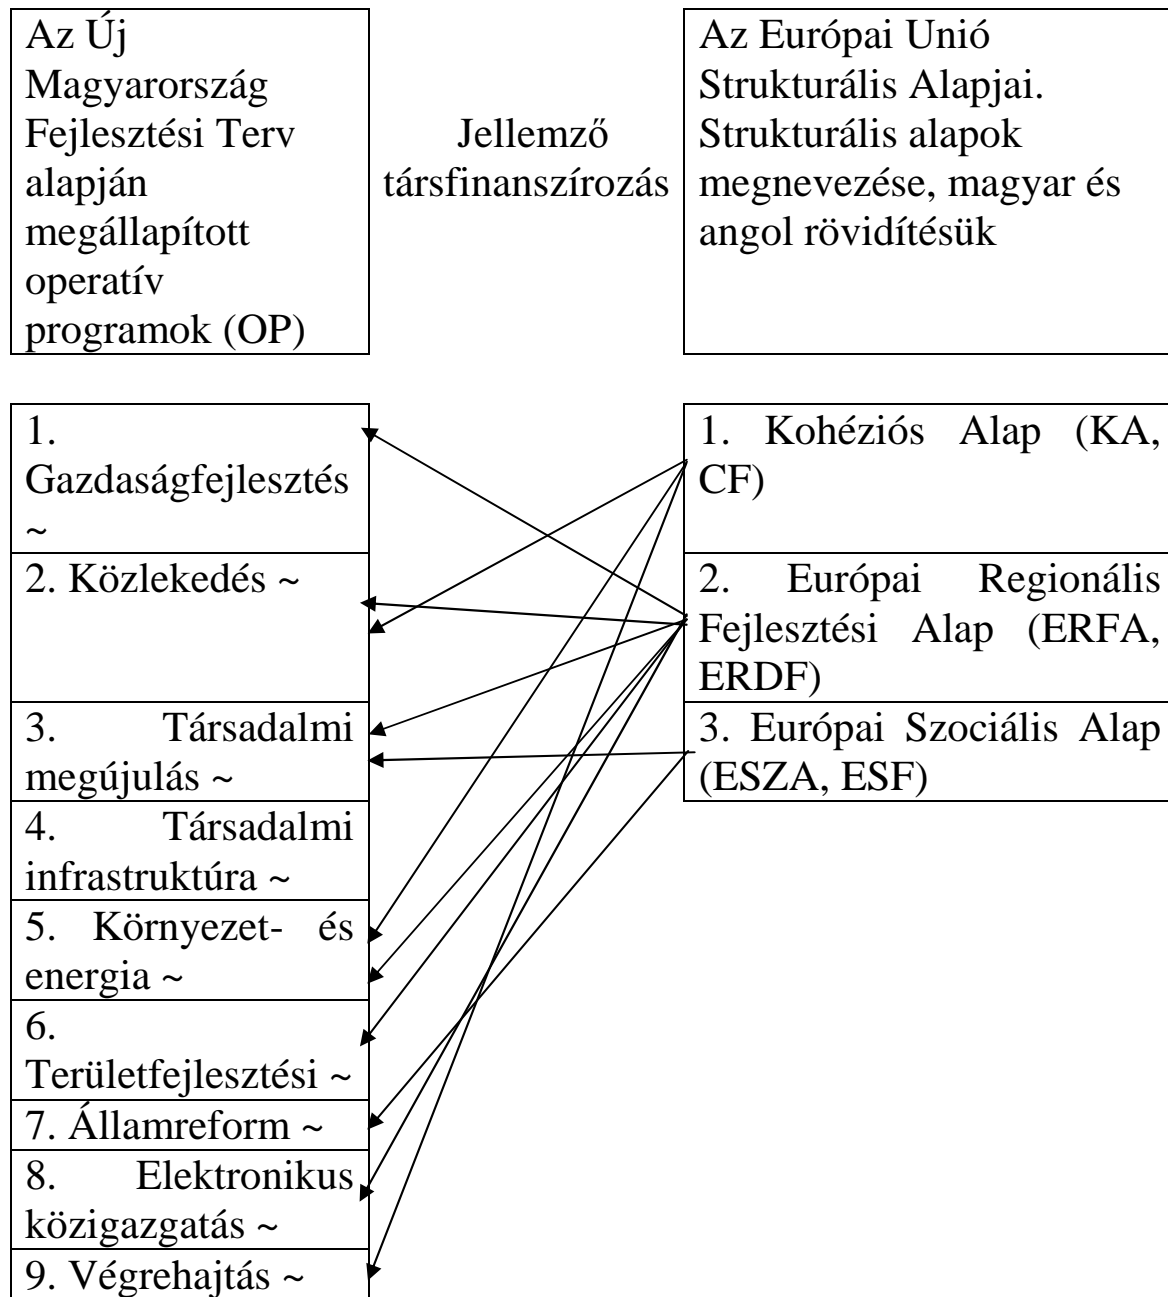 Az Új
Magyarország
Fejlesztési Terv
alapján
megállapított
operatív
programok (OP)
Jellemző
társfinanszírozás
Az Európai Unió
Strukturális Alapjai.
Strukturális alapok
megnevezése, magyar és
angol rövidítésük
1.
Gazdaságfejlesztés
~
2. Közlekedés ~
3. Társadalmi
megújulás ~
4. Társadalmi
infrastruktúra ~
5. Környezet- és
energia ~
6.
Területfejlesztési ~
7. Államreform ~
8. Elektronikus
közigazgatás ~
9. Végrehajtás ~
1. Kohéziós Alap (KA,
CF)
2. Európai Regionális
Fejlesztési Alap (ERFA,
ERDF)
3. Európai Szociális Alap
(ESZA, ESF)